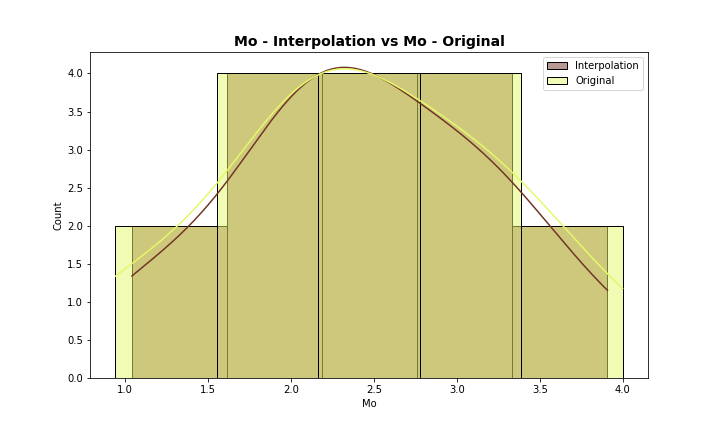 Mo - Interpolation vs Mo - Original
Interpolation
Original
Count
4.0
3.5
3.0
2.5
2.0
1.5
1.0
0.5
0.0
1.0 1.5 2.0 2.5 3.0 3.5 4.0
Mo